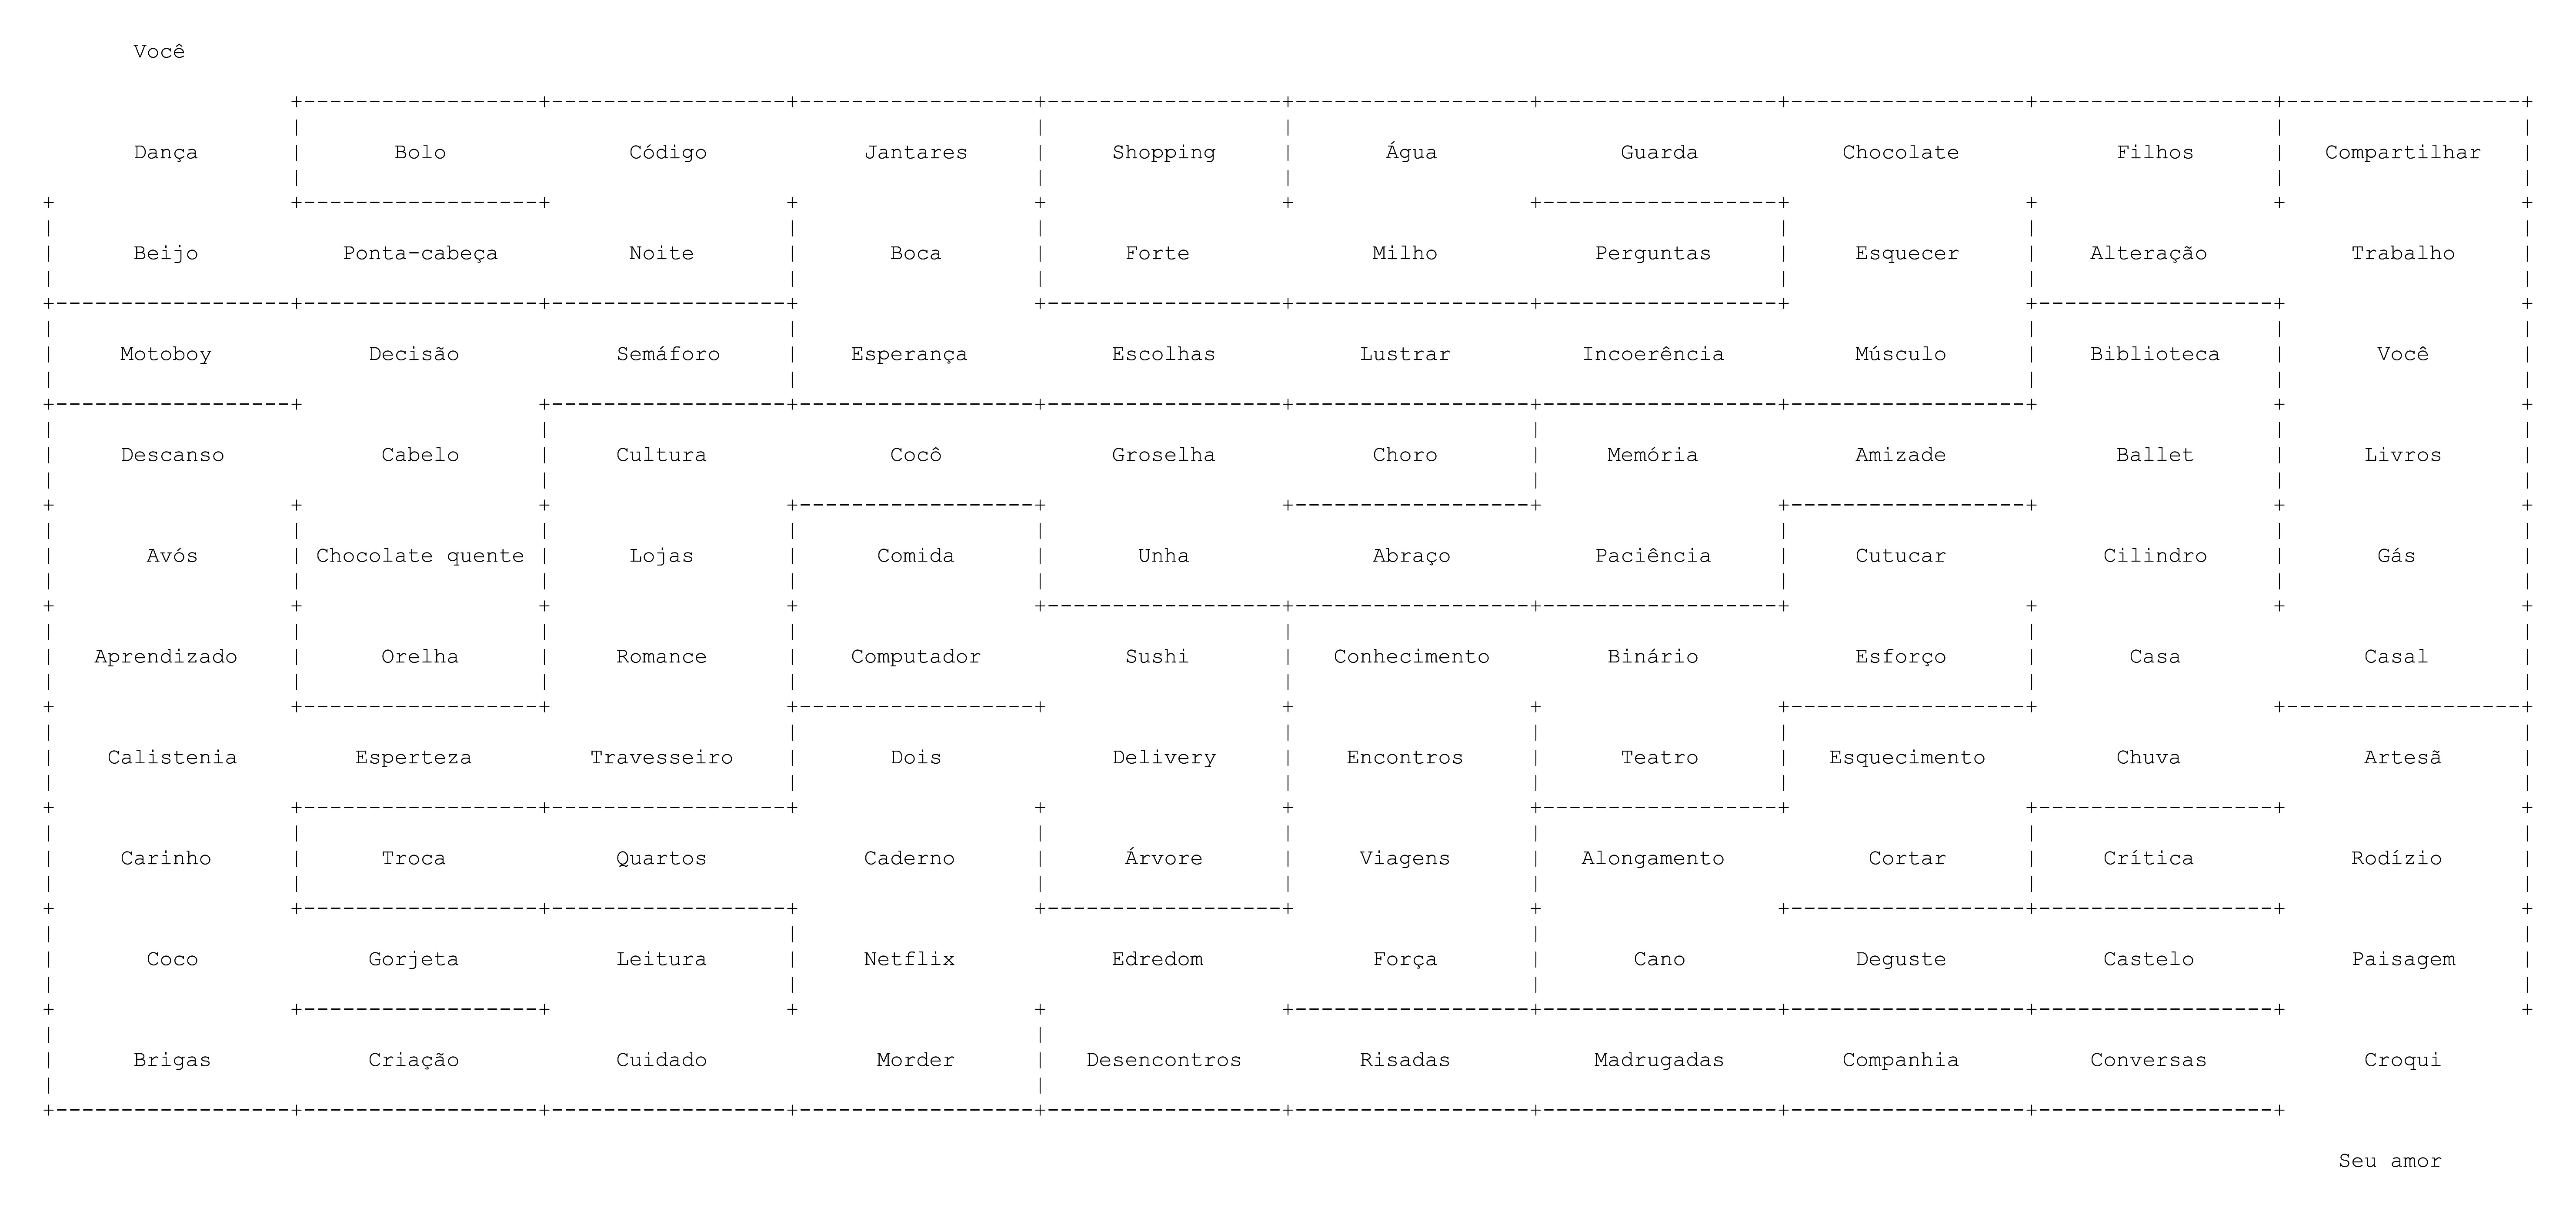 Você
Dança Bolo Código Jantares Shopping Água Guarda Chocolate Filhos Compartilhar
Beijo Ponta-cabeça Noite Boca Forte Milho Perguntas Esquecer Alteração Trabalho
Motoboy Decisão Semáforo Esperança Escolhas Lustrar Incoerência Músculo Biblioteca Você
Descanso Cabelo Cultura Cocô Groselha Choro Memória Amizade Ballet Livros
Avós Chocolate quente Lojas Comida Unha Abraço Paciência Cutucar Cilindro Gás
Aprendizado Orelha Romance Computador Sushi Conhecimento Binário Esforço Casa Casal
Calistenia Esperteza Travesseiro Dois Delivery Encontros Teatro Esquecimento Chuva Artesã
Carinho Troca Quartos Caderno Árvore Viagens Alongamento Cortar Crítica Rodízio
Coco Gorjeta Leitura Netflix Edredom Força Cano Deguste Castelo Paisagem
Brigas Criação Cuidado Morder Desencontros Risadas Madrugadas Companhia Conversas Croqui
Seu amor